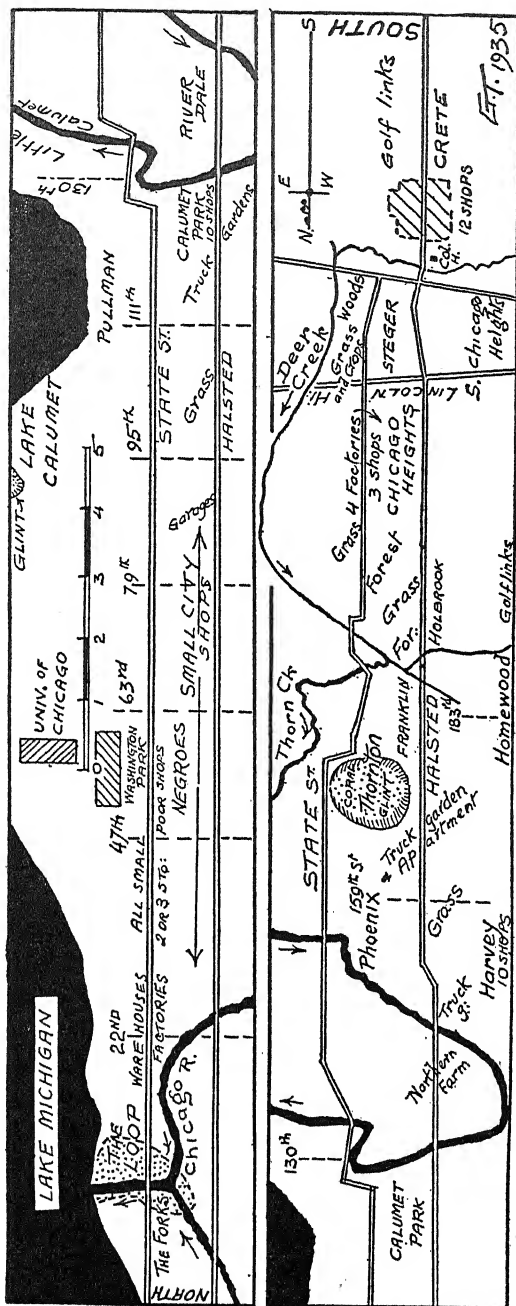 LAKE MICHIGAN
UNIV. OF
CHICAGO
GLINT
LAKE
CALUMET
0 1 2 3 4 5
WASHINGTON
PARK
THE
LOOP
22ND
47th
63rd
79th
95th
111th
PULLMAN
130th
LITTLE
Calumet
WAREHOUSES
ALL SMALL
STATE ST.
FACTORIES
2 OR 3 STO:
POOR SHOPS
NEGROES
SMALL CITY
SHOPS
Garages
Grass
Truck
Gardens
CALUMET
PARK
10 SHOPS
RIVER
DALE
The Forks
Chicago R.
HALSTED
NORTH
SOUTH
N
E
S
W
Golf links
CRETE
12 SHOPS
E.T. 1935
Deer
Creek
Grass Woods
and Crops
Hi:
LINCOLN
STEGER
S.
Chicago
Heights
Col.
H.
Grass 4 Factories
3 shops
CHICAGO
HEIGHTS
Forest
Grass
For:
HOLBROOK
Golf links
Homewood
183rd
Thorn Ck
STATE ST.
Thornton
GLINT
FRANKLIN
HALSTED
159th St
Phoenix
Truck garden
& Apartment
Grass
Harvey
10 SHOPS
Truck
Northern
Farm
130th
CALUMET
PARK